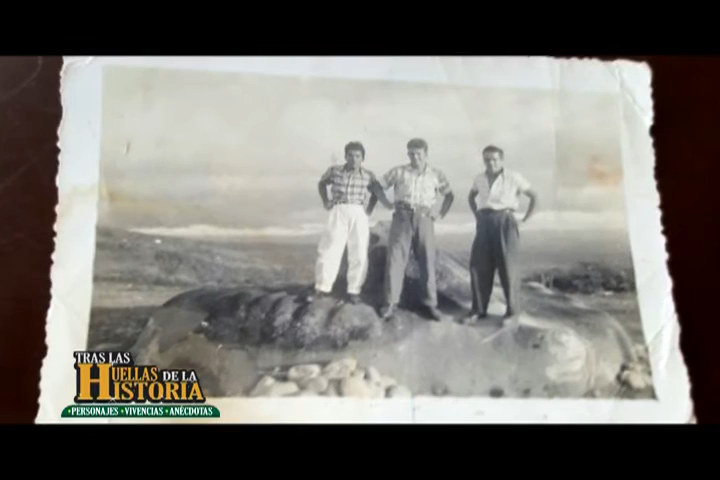 TRAS LAS
HUELLAS DE LA
HISTORIA
•PERSONAJES •VIVENCIAS •ANÉCDOTAS